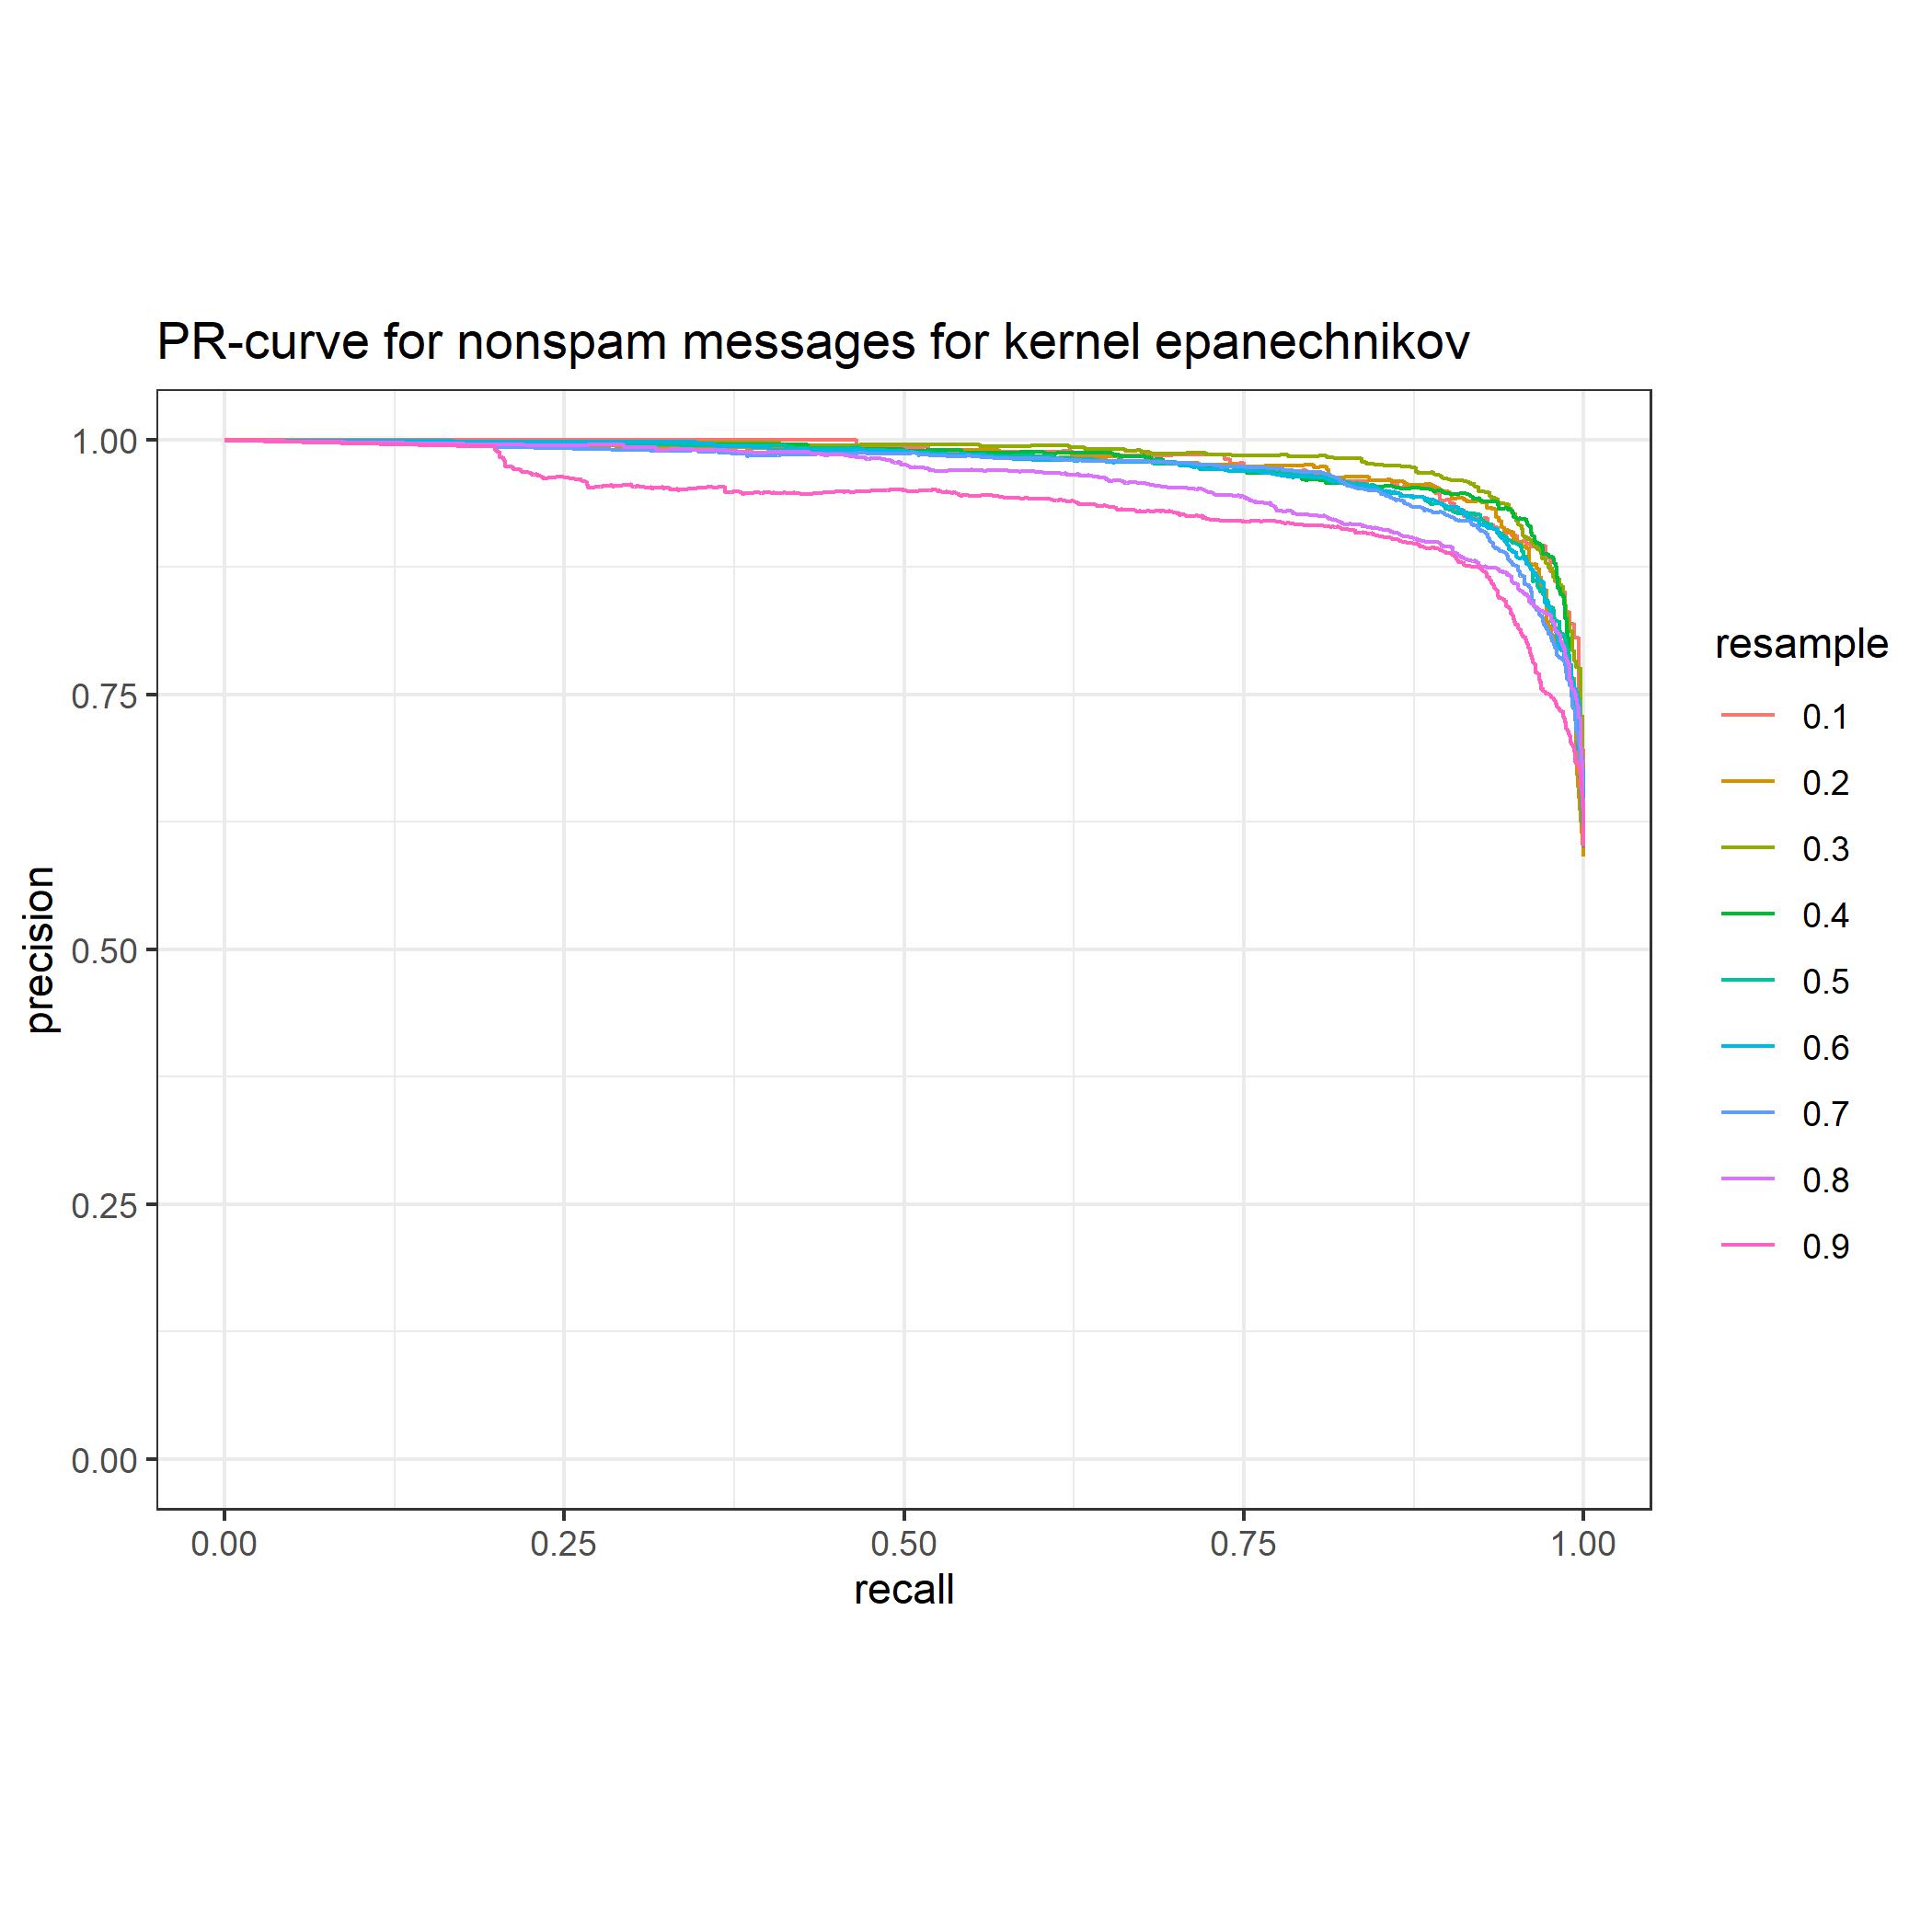 PR-curve for nonspam messages for kernel epanechnikov
precision
1.00
0.75
0.50
0.25
0.00
0.00 0.25 0.50 0.75 1.00
recall
resample
0.1
0.2
0.3
0.4
0.5
0.6
0.7
0.8
0.9